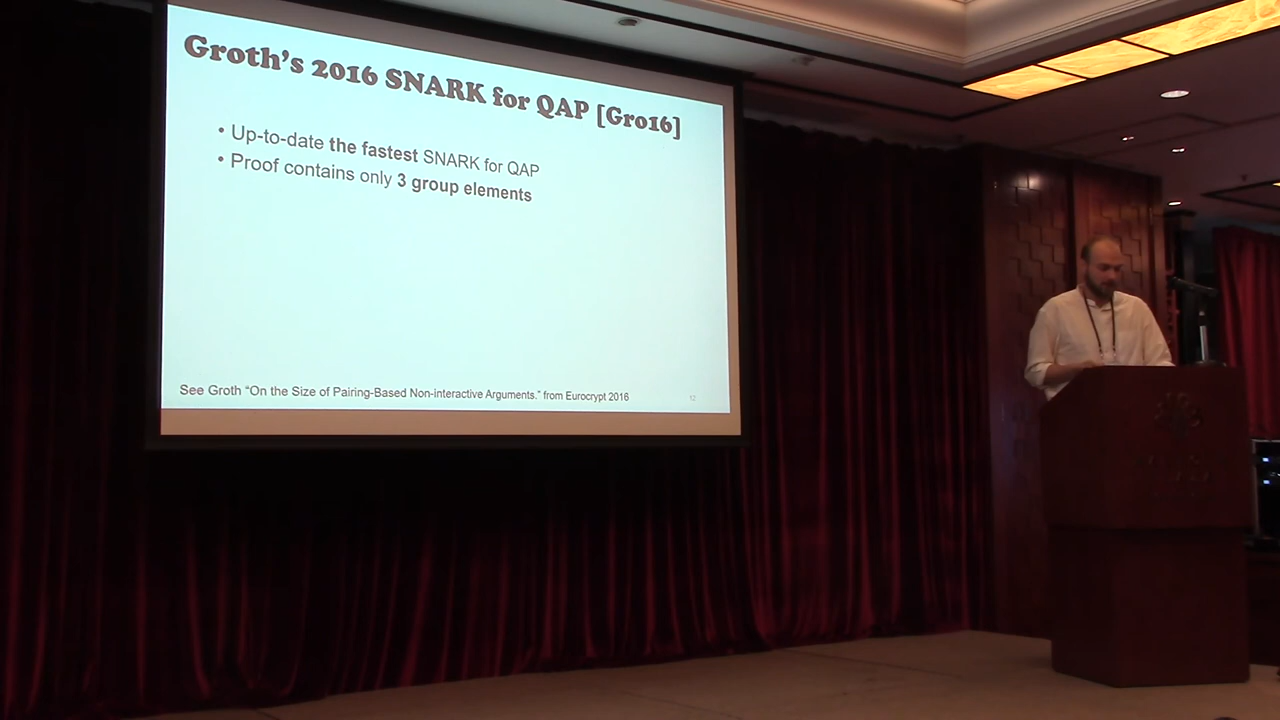 Groth's 2016 SNARK for QAP [Gro16]
• Up-to-date the fastest SNARK for QAP
• Proof contains only 3 group elements
See Groth “On the Size of Pairing-Based Non-interactive Arguments.” from Eurocrypt 2016
12